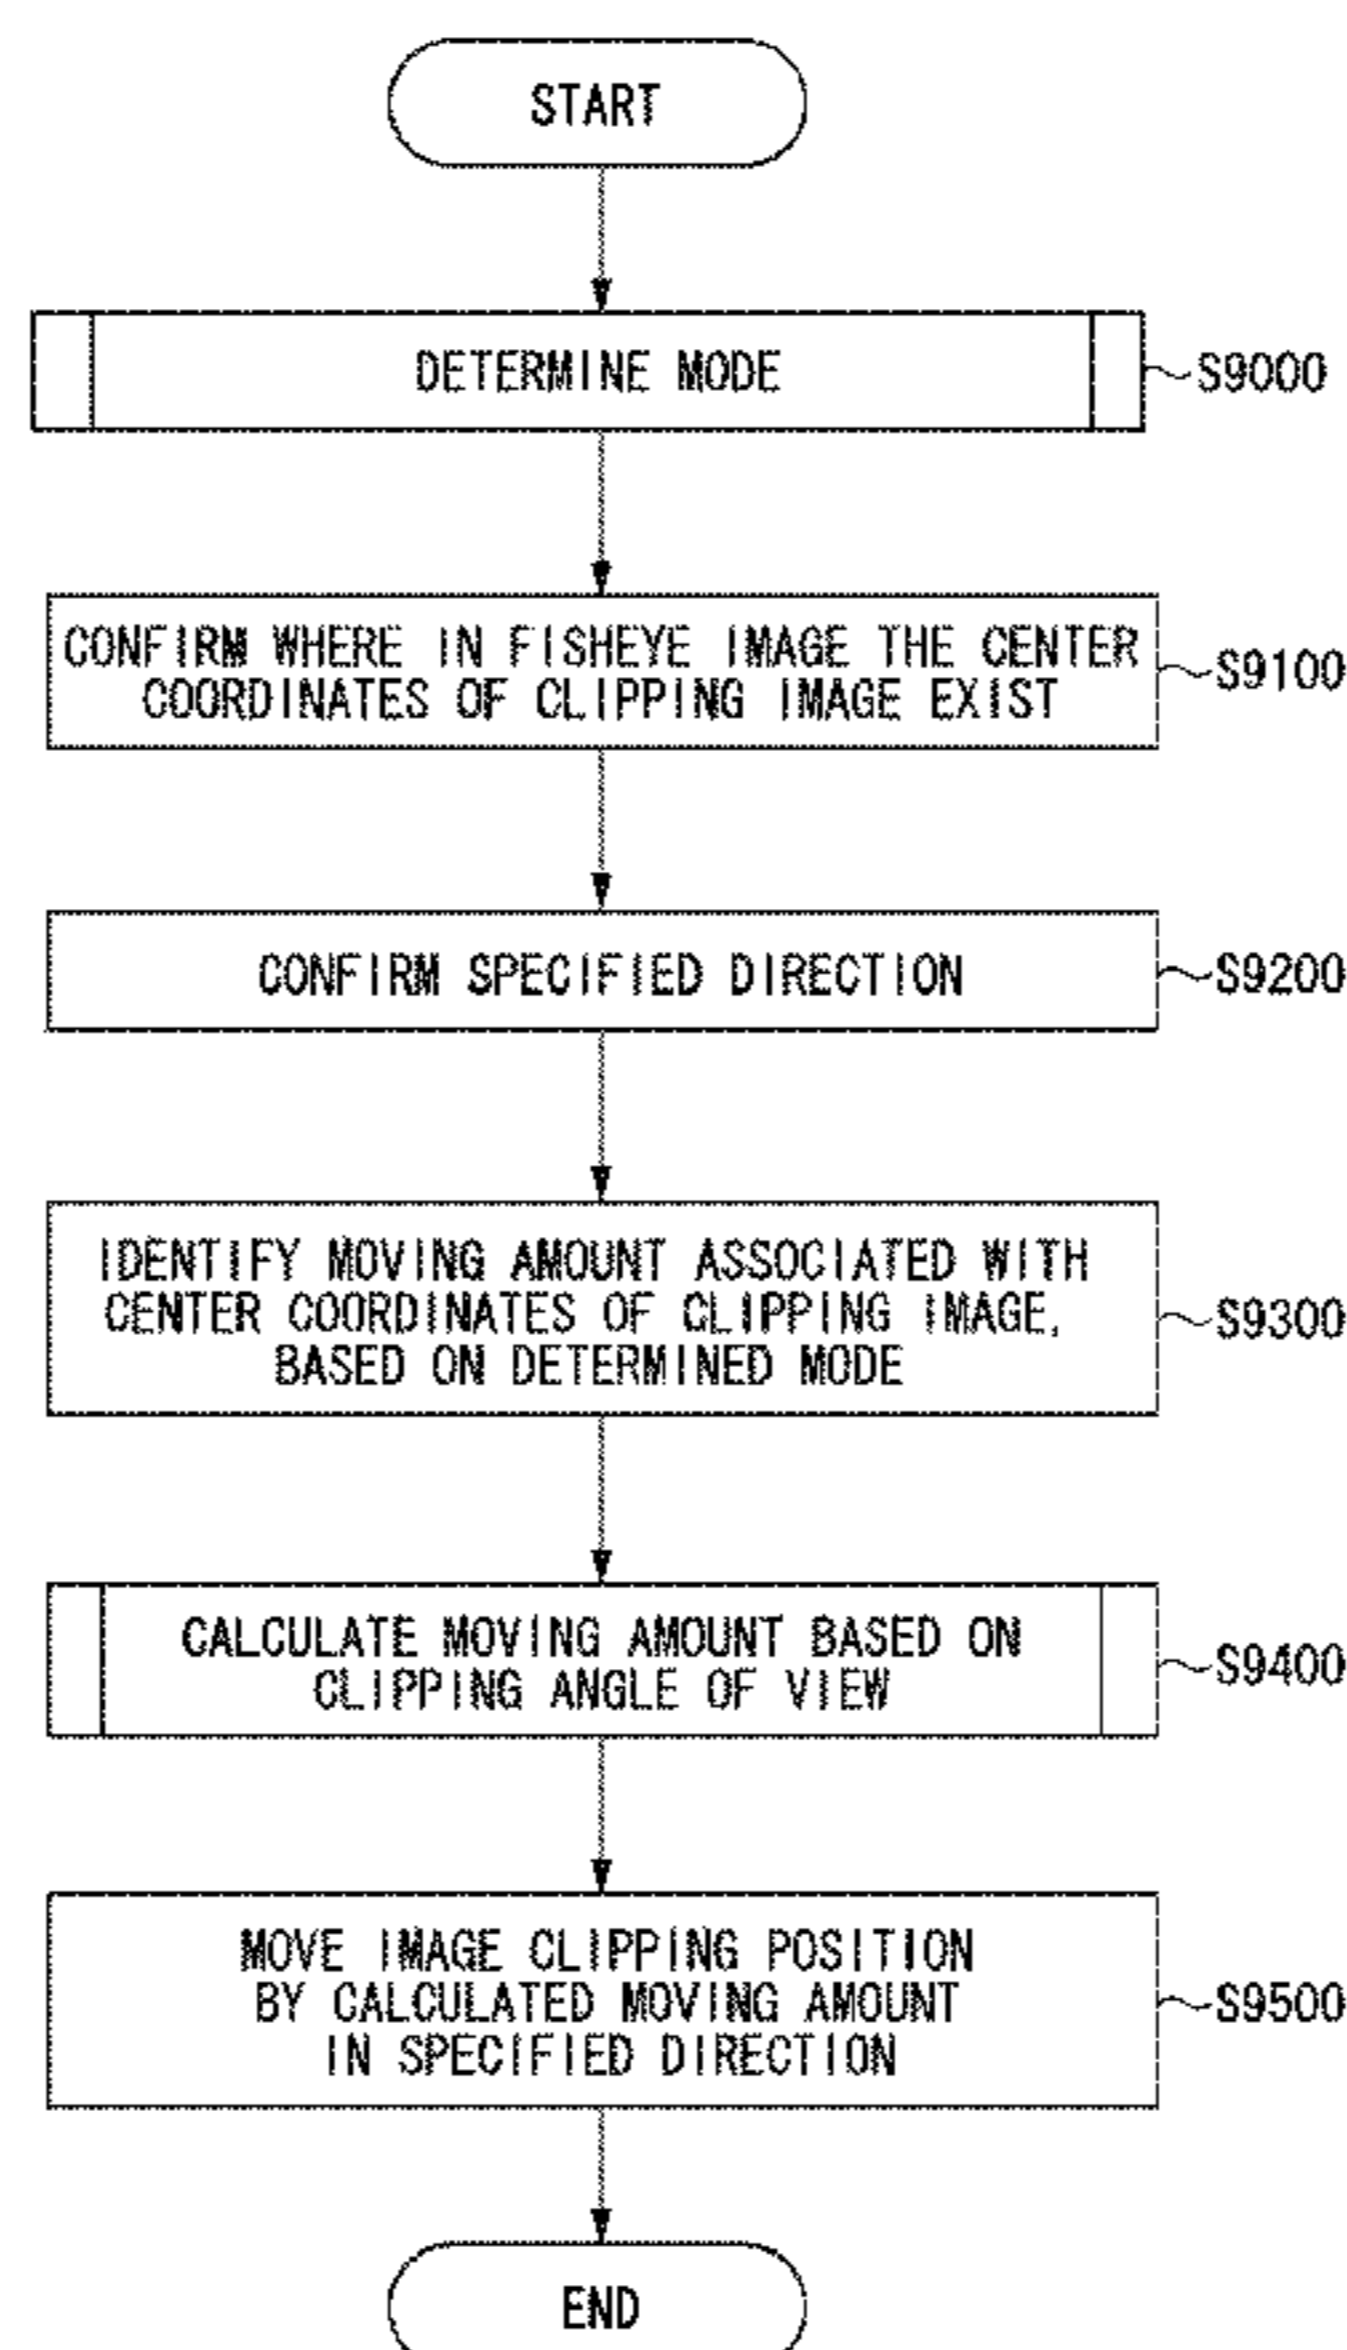 START
DETERMINE MODE
S9000
CONFIRM WHERE IN FISHEYE IMAGE THE CENTER
COORDINATES OF CLIPPING IMAGE EXIST
S9100
CONFIRM SPECIFIED DIRECTION
S9200
IDENTIFY MOVING AMOUNT ASSOCIATED WITH
CENTER COORDINATES OF CLIPPING IMAGE,
BASED ON DETERMINED MODE
S9300
CALCULATE MOVING AMOUNT BASED ON
CLIPPING ANGLE OF VIEW
S9400
MOVE IMAGE CLIPPING POSITION
BY CALCULATED MOVING AMOUNT
IN SPECIFIED DIRECTION
S9500
END